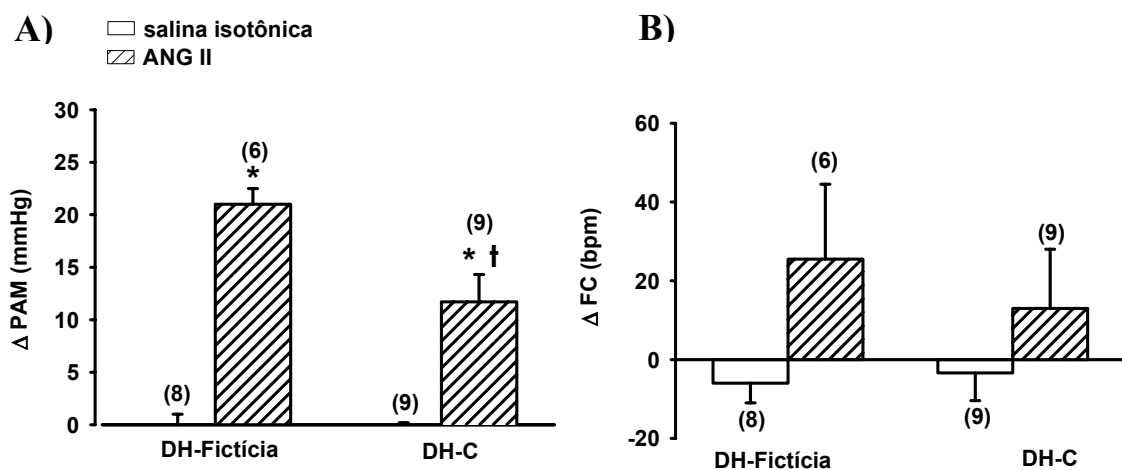 A)
salina isotônica
ANG II
Δ PAM (mmHg)
30
25
20
15
10
5
0
(8)
(6)
*
(9)
(9)
* †
DH-Fictícia
DH-C
B)
Δ FC (bpm)
60
40
20
0
-20
(8)
(6)
(9)
(9)
DH-Fictícia
DH-C